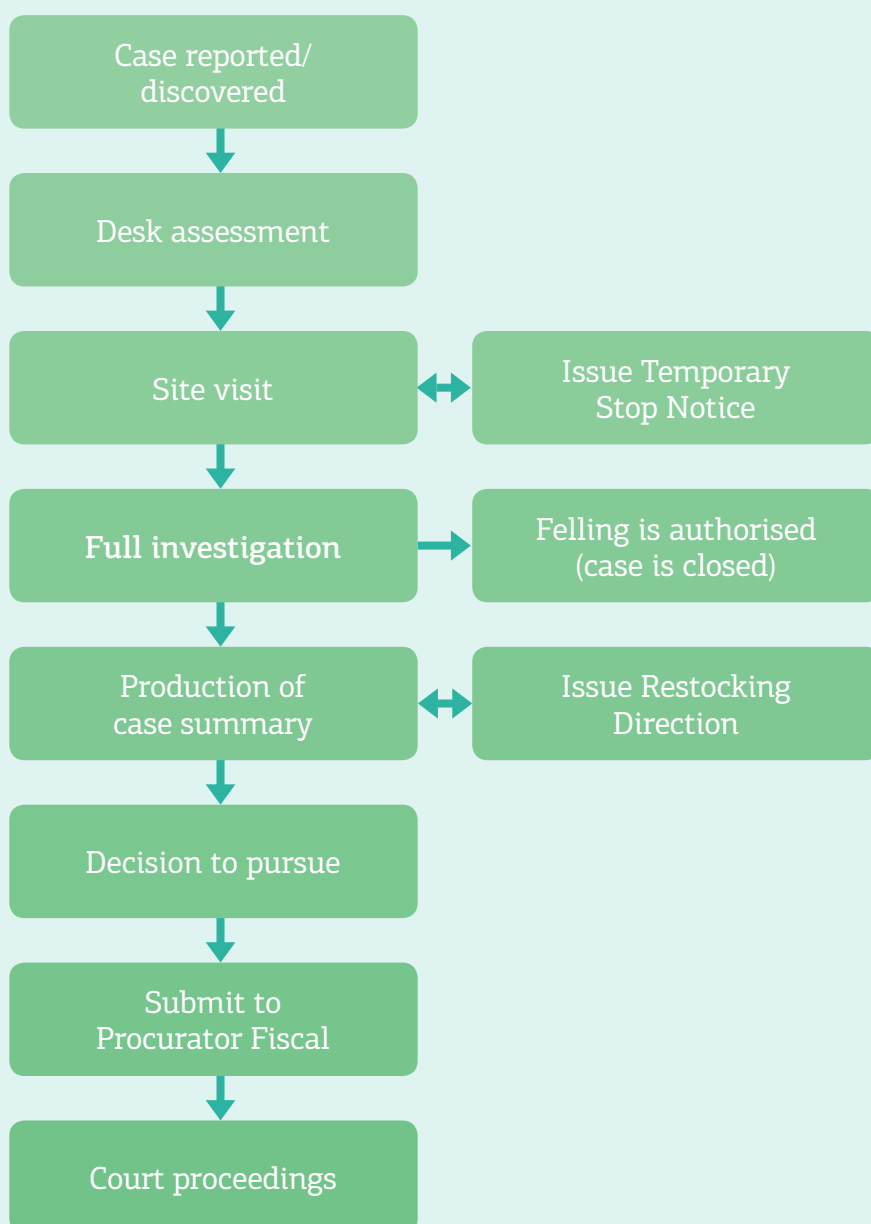 Case reported/
discovered
Desk assessment
Site visit
Issue Temporary
Stop Notice
Full investigation
Felling is authorised
(case is closed)
Production of
case summary
Issue Restocking
Direction
Decision to pursue
Submit to
Procurator Fiscal
Court proceedings